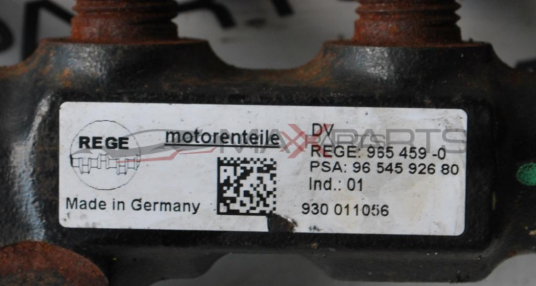 REGE
motorenteile
DV
REGE: 965 459 -0
PSA: 96 545 926 80
Ind.: 01
Made in Germany
930 011056